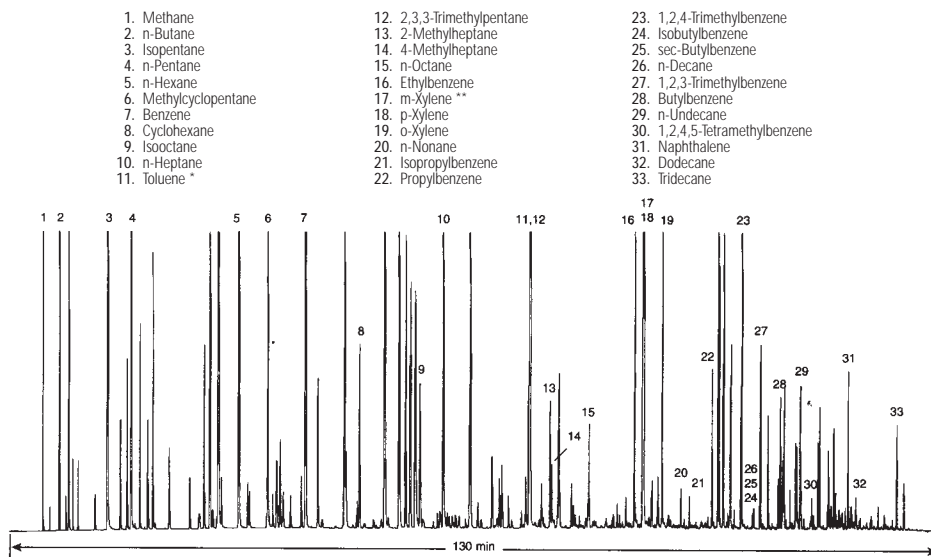 1. Methane
2. n-Butane
3. Isopentane
4. n-Pentane
5. n-Hexane
6. Methylcyclopentane
7. Benzene
8. Cyclohexane
9. Isooctane
10. n-Heptane
11. Toluene *
12. 2,3,3-Trimethylpentane
13. 2-Methylheptane
14. 4-Methylheptane
15. n-Octane
16. Ethylbenzene
17. m-Xylene **
18. p-Xylene
19. o-Xylene
20. n-Nonane
21. Isopropylbenzene
22. Propylbenzene
23. 1,2,4-Trimethylbenzene
24. Isobutylbenzene
25. sec-Butylbenzene
26. n-Decane
27. 1,2,3-Trimethylbenzene
28. Butylbenzene
29. n-Undecane
30. 1,2,4,5-Tetramethylbenzene
31. Naphthalene
32. Dodecane
33. Tridecane
17
1 2 3 4 5 6 7 10 11,12 16 18 19 23
8
27
22
31
9
28
29
13
15
33
14
26
20
21
25
30
32
24
130 min